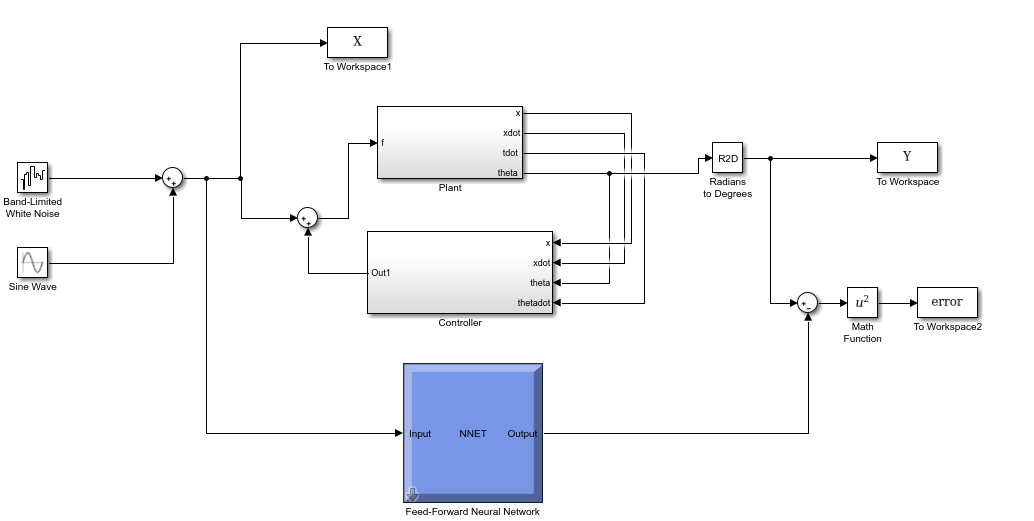 X
To Workspace1
x
xdot
f
tdot
theta
Plant
R2D
Radians
to Degrees
Y
To Workspace
Band-Limited
White Noise
+
+
Sine Wave
+
+
x
xdot
Out1
theta
thetadot
Controller
+
−
u²
Math
Function
error
To Workspace2
Input
NNET
Output
Feed-Forward Neural Network